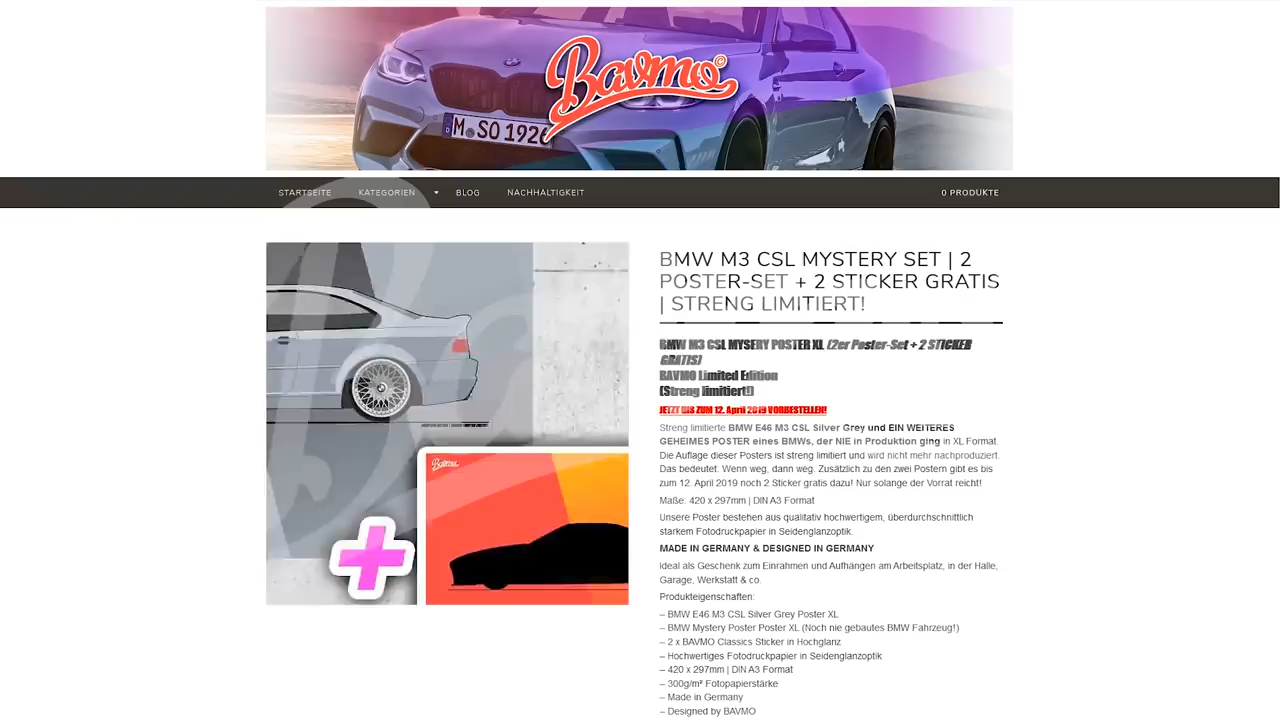 Bavmo
M SO 1926
STARTSEITE KATEGORIEN BLOG NACHHALTIGKEIT 0 PRODUKTE
BMW M3 CSL MYSTERY SET | 2
POSTER-SET + 2 STICKER GRATIS
| STRENG LIMITIERT!
BMW M3 CSL MYSERY POSTER XL (2er Poster-Set + 2 STICKER
GRATIS)
BAVMO Limited Edition
(Streng limitiert!)
JETZT BIS ZUM 12. April 2019 VORBESTELLEN!
Streng limitierte BMW E46 M3 CSL Silver Grey und EIN WEITERES
GEHEIMES POSTER eines BMWs, der NIE in Produktion ging in XL Format.
Die Auflage dieser Posters ist streng limitiert und wird nicht mehr nachproduziert.
Das bedeutet: Wenn weg, dann weg. Zusätzlich zu den zwei Postern gibt es bis
zum 12. April 2019 noch 2 Sticker gratis dazu! Nur solange der Vorrat reicht!
Maße: 420 x 297mm | DIN A3 Format
Unsere Poster bestehen aus qualitativ hochwertigem, überdurchschnittlich
starkem Fotodruckpapier in Seidenglanzoptik.
MADE IN GERMANY & DESIGNED IN GERMANY
Ideal als Geschenk zum Einrahmen und Aufhängen am Arbeitsplatz, in der Halle,
Garage, Werkstatt & co.
Produkteigenschaften:
– BMW E46 M3 CSL Silver Grey Poster XL
– BMW Mystery Poster Poster XL (Noch nie gebautes BMW Fahrzeug!)
– 2 x BAVMO Classics Sticker in Hochglanz
– Hochwertiges Fotodruckpapier in Seidenglanzoptik
– 420 x 297mm | DIN A3 Format
– 300g/m² Fotopapierstärke
– Made in Germany
– Designed by BAVMO
Bavmo